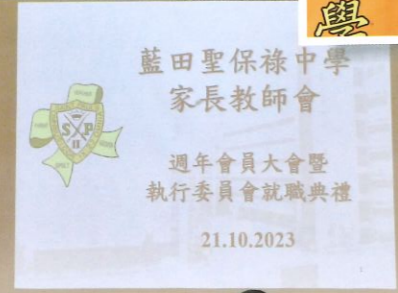 學
藍田聖保祿中學
家長教師會
S P
週年會員大會暨
執行委員會就職典禮
21.10.2023